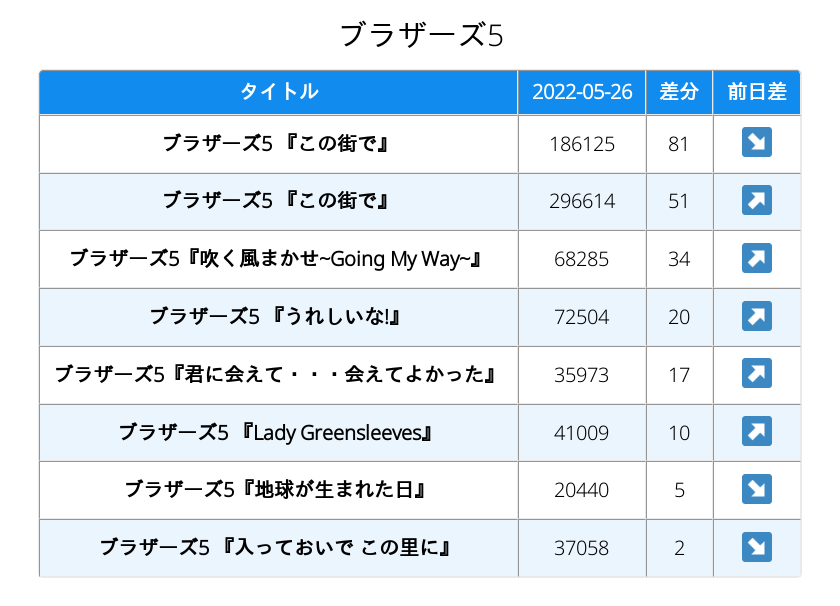 ブラザーズ5
タイトル 2022-05-26 差分 前日差
ブラザーズ5 『この街で』 186125 81 ↘
ブラザーズ5 『この街で』 296614 51 ↗
ブラザーズ5『吹く風まかせ~Going My Way~』 68285 34 ↗
ブラザーズ5 『うれしいな!』 72504 20 ↗
ブラザーズ5『君に会えて・・・会えてよかった』 35973 17 ↗
ブラザーズ5 『Lady Greensleeves』 41009 10 ↗
ブラザーズ5『地球が生まれた日』 20440 5 ↘
ブラザーズ5 『入っておいで この里に』 37058 2 ↘